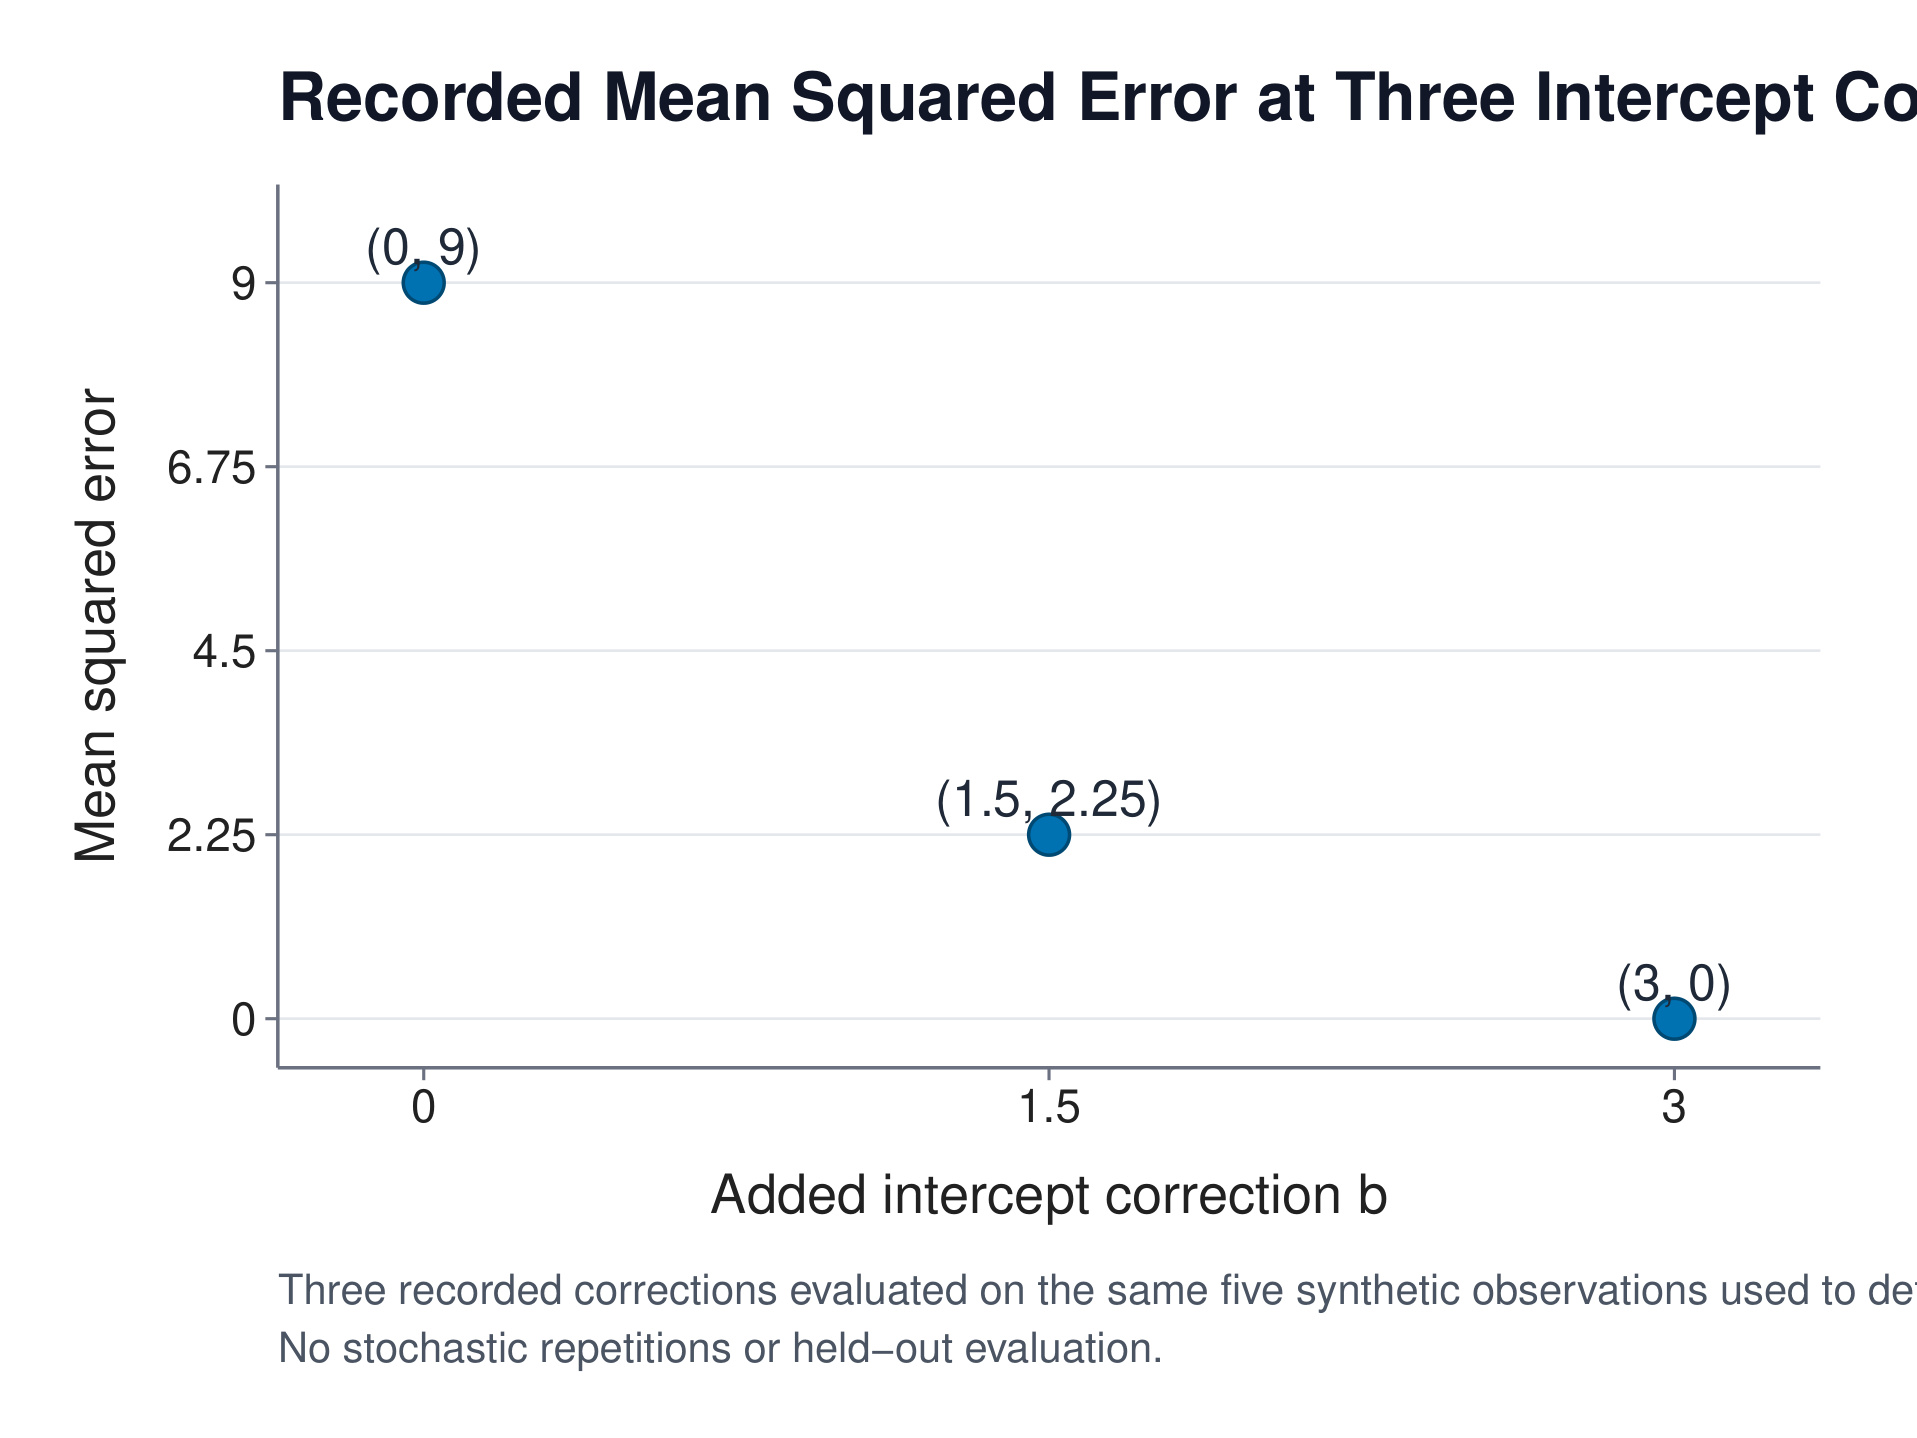 Recorded Mean Squared Error at Three Intercept Co
(0, 9)
9
6.75
4.5
(1.5, 2.25)
2.25
(3, 0)
0
Mean squared error
0 1.5 3
Added intercept correction b
Three recorded corrections evaluated on the same five synthetic observations used to
No stochastic repetitions or held–out evaluation.